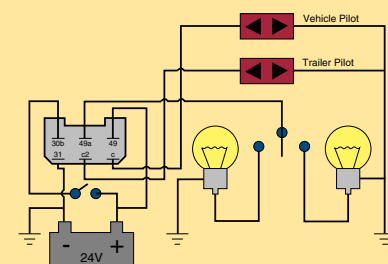 Vehicle Pilot
Trailer Pilot
30b 49a 49
31 c2 c
- +
24V